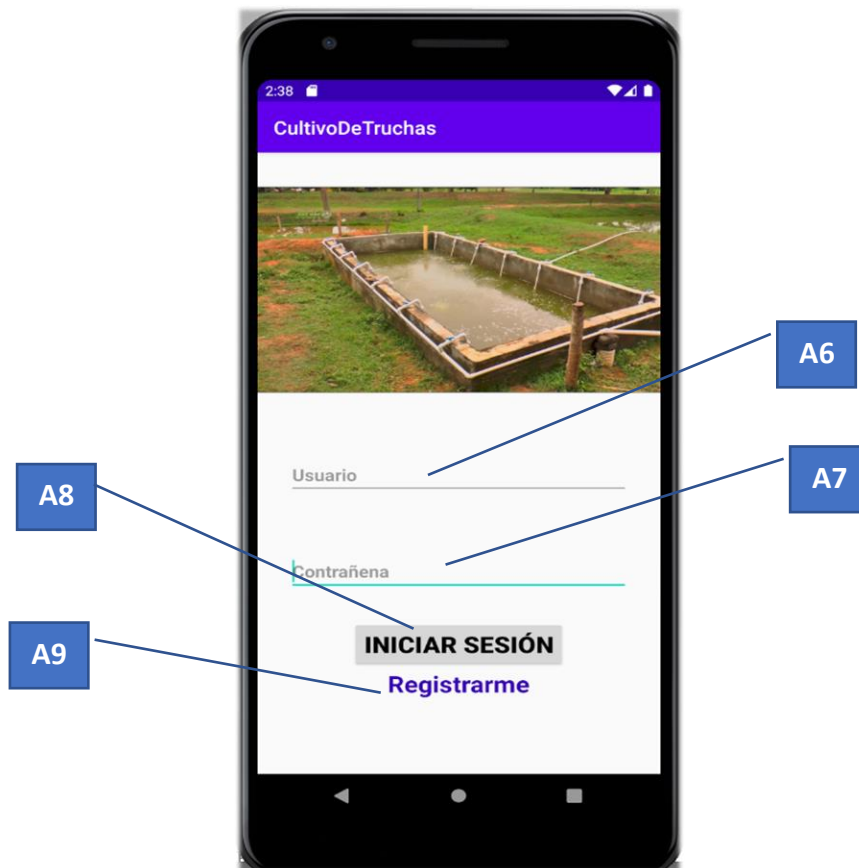 2:38
CultivoDeTruchas
A6
Usuario
A7
A8
Contrañena
INICIAR SESIÓN
A9
Registrarme